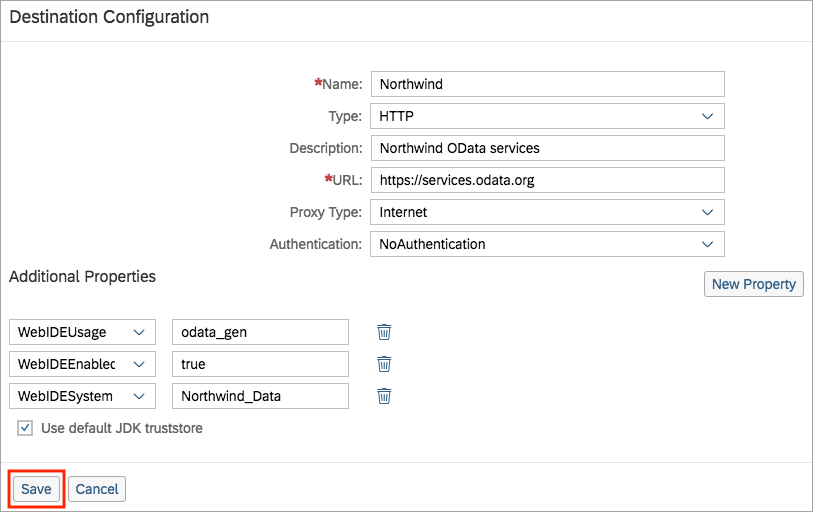 Destination Configuration
*Name: Northwind
Type: HTTP
Description: Northwind OData services
*URL: https://services.odata.org
Proxy Type: Internet
Authentication: NoAuthentication
Additional Properties
New Property
WebIDEUsage odata_gen
WebIDEEnabled true
WebIDESystem Northwind_Data
Use default JDK truststore
Save Cancel